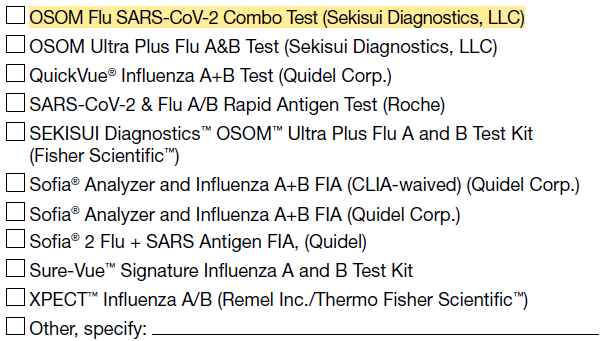 OSOM Flu SARS-CoV-2 Combo Test (Sekisui Diagnostics, LLC)
OSOM Ultra Plus Flu A&B Test (Sekisui Diagnostics, LLC)
QuickVue® Influenza A+B Test (Quidel Corp.)
SARS-CoV-2 & Flu A/B Rapid Antigen Test (Roche)
SEKISUI Diagnostics™ OSOM™ Ultra Plus Flu A and B Test Kit
(Fisher Scientific™)
Sofia® Analyzer and Influenza A+B FIA (CLIA-waived) (Quidel Corp.)
Sofia® Analyzer and Influenza A+B FIA (Quidel Corp.)
Sofia® 2 Flu + SARS Antigen FIA, (Quidel)
Sure-Vue™ Signature Influenza A and B Test Kit
XPECT™ Influenza A/B (Remel Inc./Thermo Fisher Scientific™)
Other, specify: